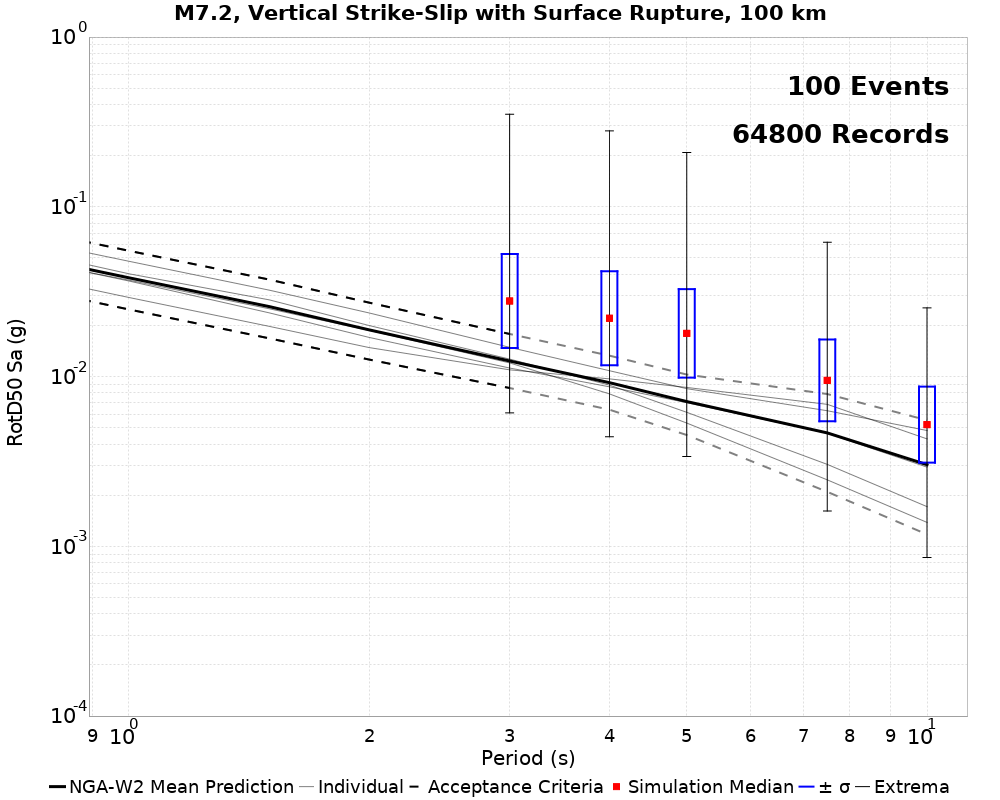 M7.2, Vertical Strike-Slip with Surface Rupture, 100 km
100 Events
64800 Records
RotD50 Sa (g)
10^0
10^-1
10^-2
10^-3
10^-4
9 10^0 2 3 4 5 6 7 8 9 10^1
Period (s)
NGA-W2 Mean Prediction Individual Acceptance Criteria Simulation Median ± σ Extrema